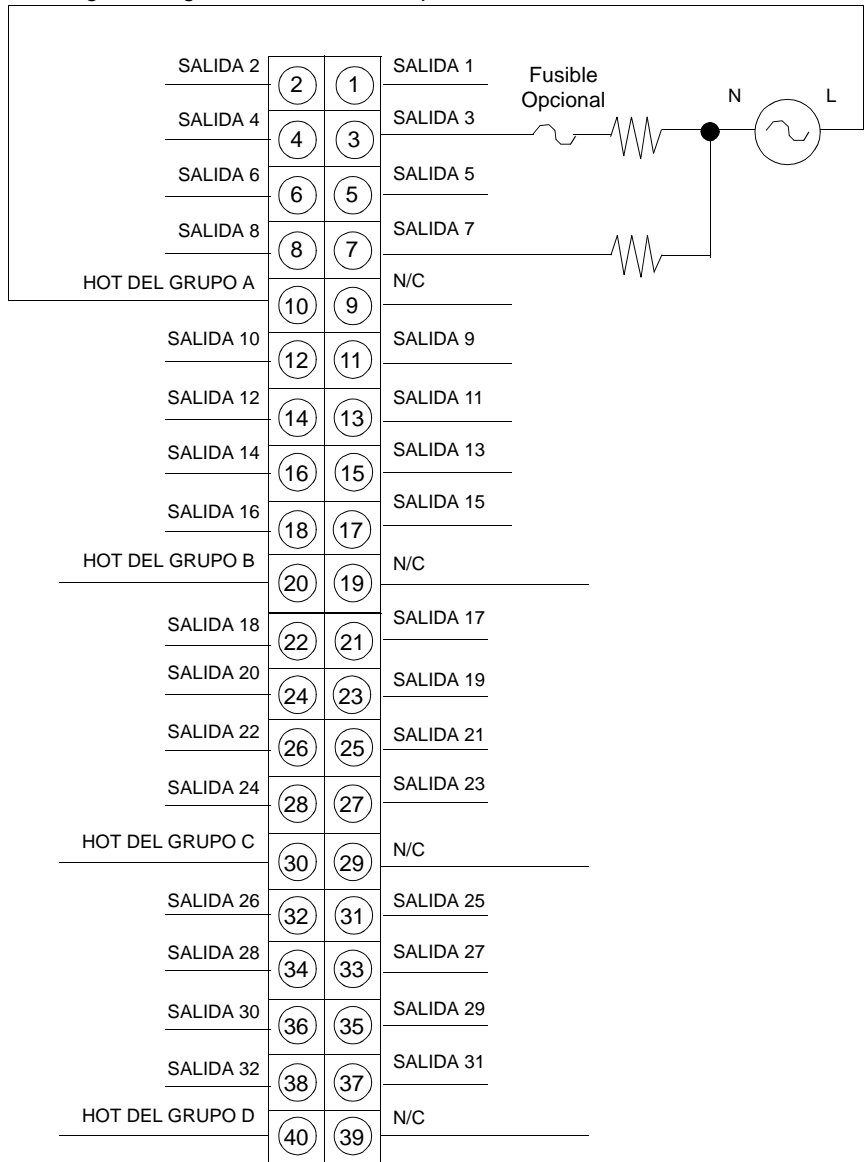 SALIDA 2 2 1 SALIDA 1
Fusible
Opcional
N L
SALIDA 4 4 3 SALIDA 3
SALIDA 6 6 5 SALIDA 5
SALIDA 8 8 7 SALIDA 7
HOT DEL GRUPO A 10 9 N/C
SALIDA 10 12 11 SALIDA 9
SALIDA 12 14 13 SALIDA 11
SALIDA 14 16 15 SALIDA 13
SALIDA 16 18 17 SALIDA 15
HOT DEL GRUPO B 20 19 N/C
SALIDA 18 22 21 SALIDA 17
SALIDA 20 24 23 SALIDA 19
SALIDA 22 26 25 SALIDA 21
SALIDA 24 28 27 SALIDA 23
HOT DEL GRUPO C 30 29 N/C
SALIDA 26 32 31 SALIDA 25
SALIDA 28 34 33 SALIDA 27
SALIDA 30 36 35 SALIDA 29
SALIDA 32 38 37 SALIDA 31
HOT DEL GRUPO D 40 39 N/C